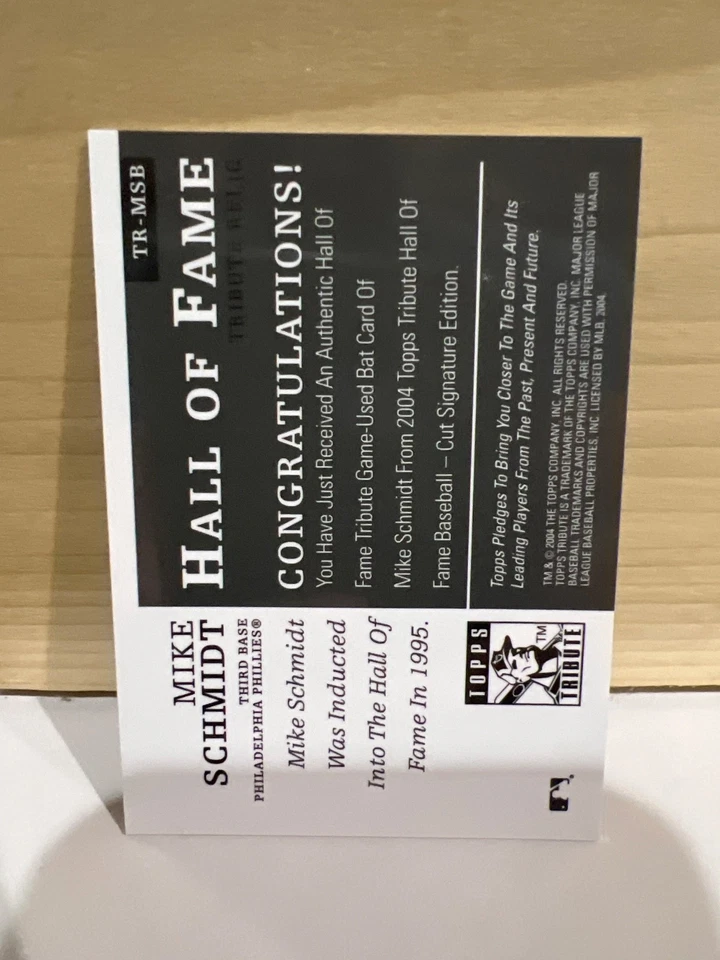 MIKE
SCHMIDT
THIRD BASE
PHILADELPHIA PHILLIES®
Mike Schmidt
Was Inducted
Into The Hall Of
Fame In 1995.
TOPPS
TM
TRIBUTE
TR-MSB
HALL OF FAME
TRIBUTE RELIC
CONGRATULATIONS!
You Have Just Received An Authentic Hall Of
Fame Tribute Game-Used Bat Card Of
Mike Schmidt From 2004 Topps Tribute Hall Of
Fame Baseball – Cut Signature Edition.
Topps Pledges To Bring You Closer To The Game And Its
Leading Players From The Past, Present And Future.
TM & © 2004 THE TOPPS COMPANY, INC. ALL RIGHTS RESERVED.
TOPPS TRIBUTE IS A TRADEMARK OF THE TOPPS COMPANY, INC. MAJOR LEAGUE
BASEBALL TRADEMARKS AND COPYRIGHTS ARE USED WITH PERMISSION OF MAJOR
LEAGUE BASEBALL PROPERTIES, INC. LICENSED BY MLB, 2004.